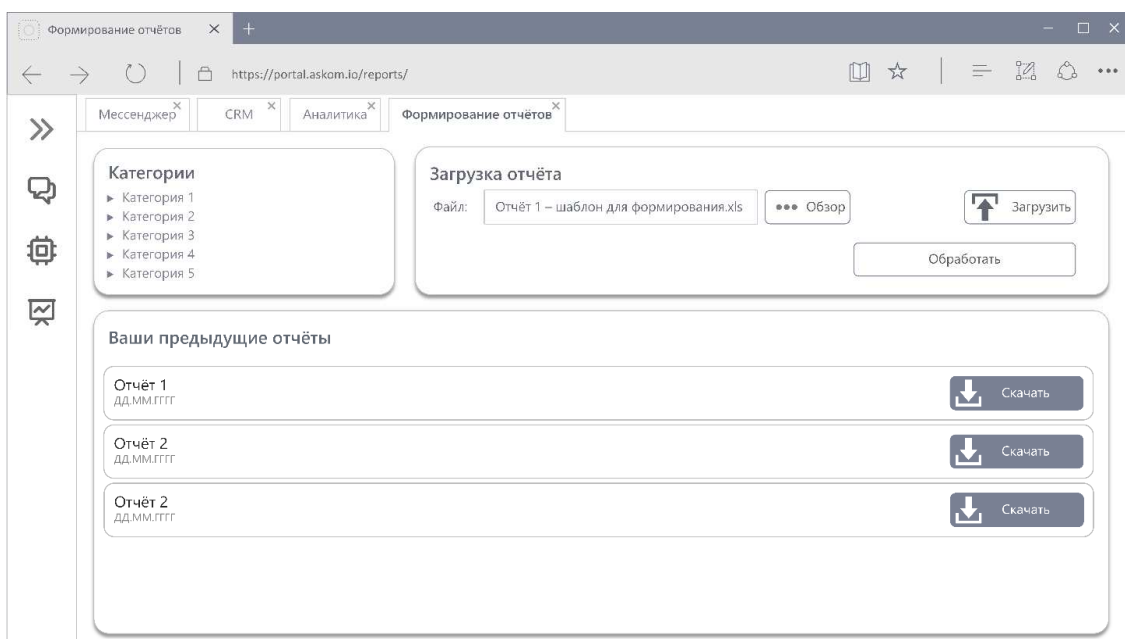 Формирование отчётов
https://portal.askom.io/reports/
Мессенджер CRM Аналитика Формирование отчётов
Категории
Категория 1
Категория 2
Категория 3
Категория 4
Категория 5
Загрузка отчёта
Файл: Отчёт 1 – шаблон для формирования.xls Обзор Загрузить
Обработать
Ваши предыдущие отчёты
Отчёт 1
ДД.ММ.ГГГГ
Скачать
Отчёт 2
ДД.ММ.ГГГГ
Скачать
Отчёт 2
ДД.ММ.ГГГГ
Скачать